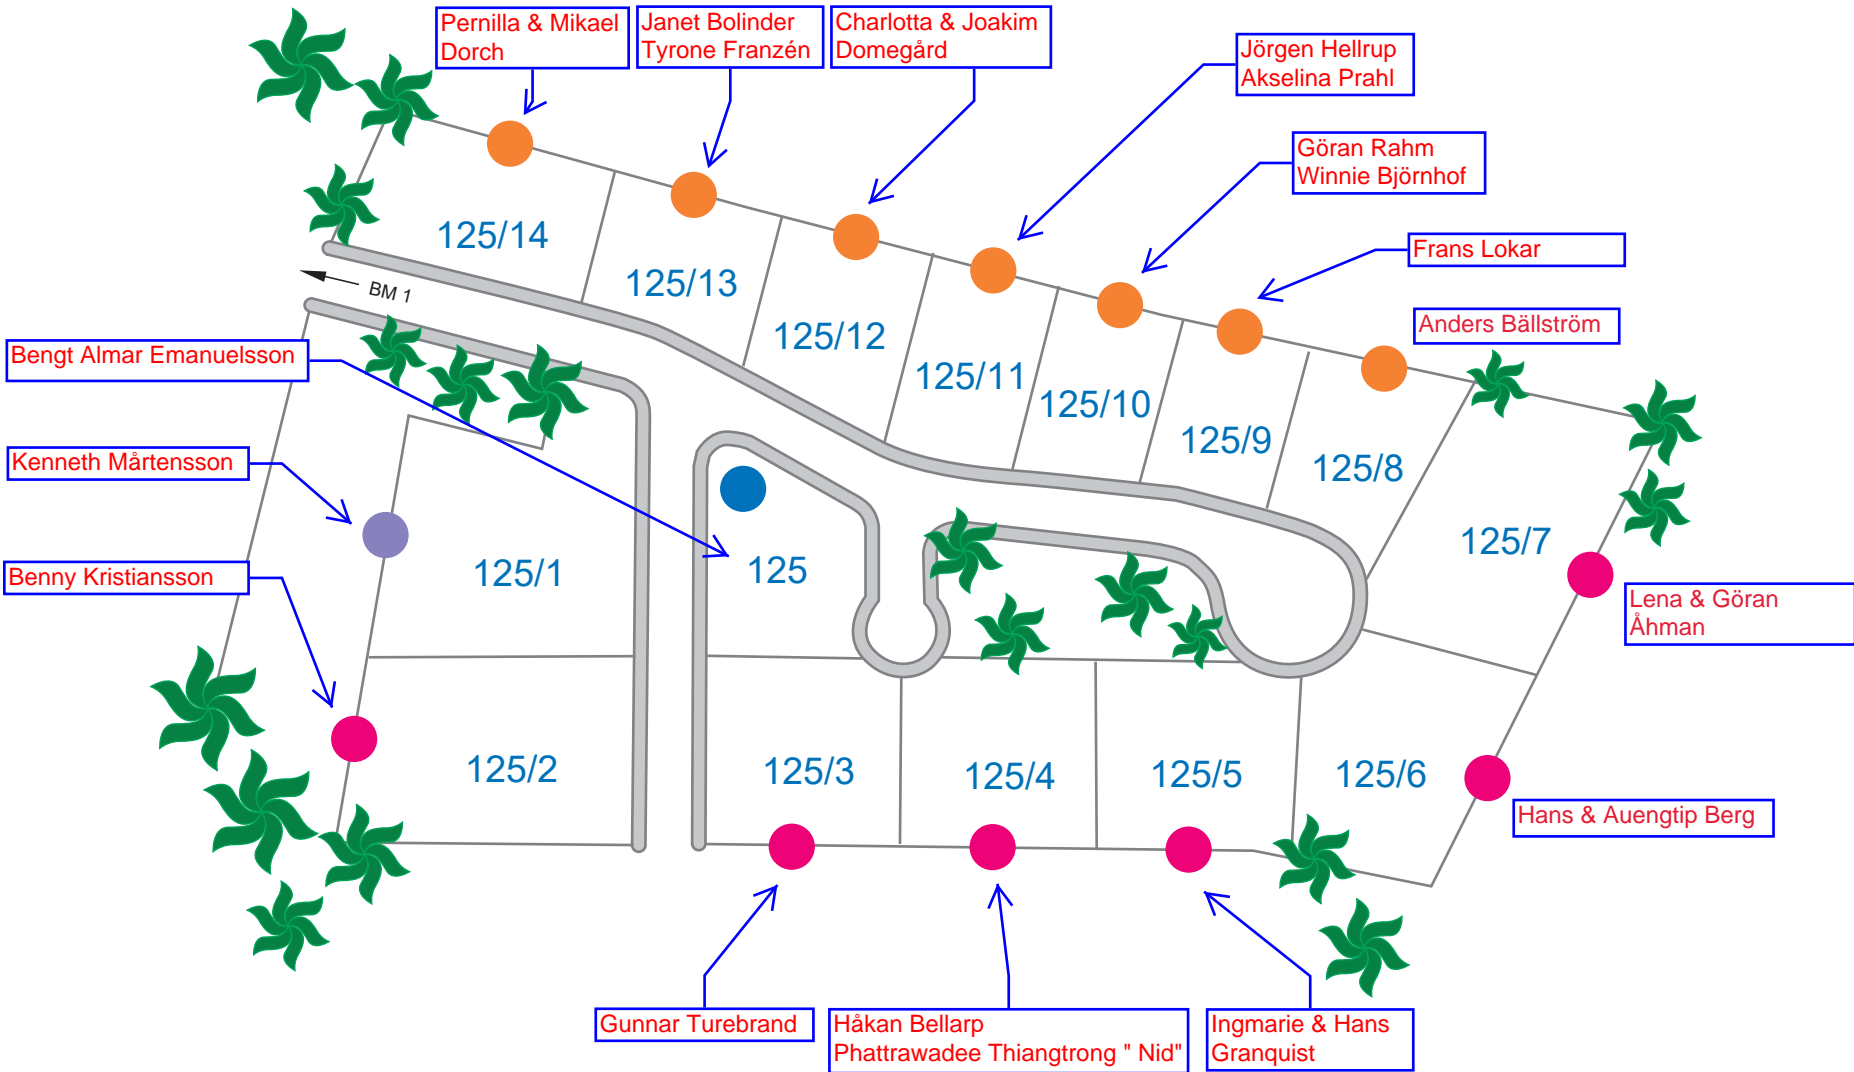 Pernilla & Mikael
Dorch
Janet Bolinder
Tyrone Franzén
Charlotta & Joakim
Domegård
Jörgen Hellrup
Akselina Prahl
Göran Rahm
Winnie Björnhof
Frans Lokar
Anders Bällström
125/14
125/13
125/12
125/11
125/10
125/9
125/8
125/7
BM 1
Bengt Almar Emanuelsson
Kenneth Mårtensson
Benny Kristiansson
125/1
125
Lena & Göran
Åhman
125/2
125/3
125/4
125/5
125/6
Hans & Auengtip Berg
Gunnar Turebrand
Håkan Bellarp
Phattrawadee Thiangtrong " Nid"
Ingmarie & Hans
Granquist